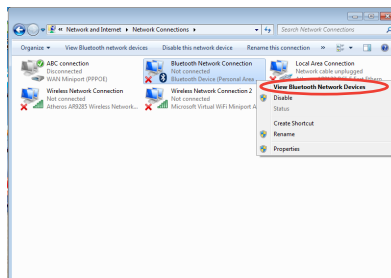 « Network and Internet ▸ Network Connections ▸
Search Network Connections
Organize
View Bluetooth network devices
Disable this network device
Rename this connection
»
ABC connection
Disconnected
WAN Miniport (PPPOE)
Bluetooth Network Connection
Not connected
Bluetooth Device (Personal Area
Local Area Connection
Network cable unplugged
Wireless Network Connection
Not connected
Atheros AR9285 Wireless Network...
Wireless Network Connection 2
Not connected
Microsoft Virtual WiFi Miniport A
View Bluetooth Network Devices
Disable
Status
Create Shortcut
Rename
Properties